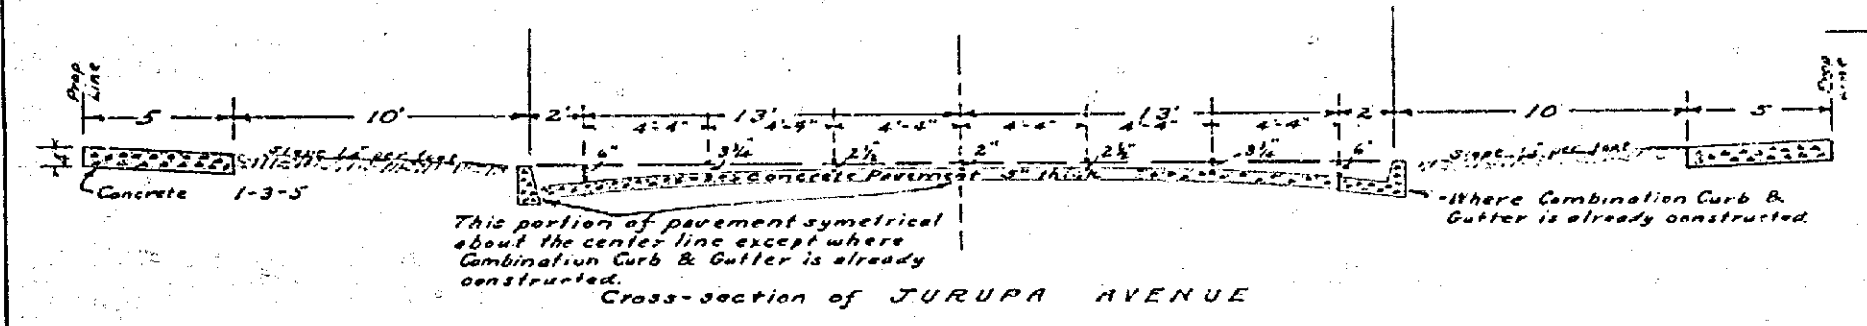 Prop
Line
Prop
Line
5 10' 2' 13' 13' 2 10 5
4'-4" 4'-4" 4'-4" 4'-4" 4'-4" 4'-4"
6" 3¼" 2½" 2" 2½" 3¼" 6"
4"
Slope ½" per foot
Slope ½" per foot
Concrete Pavement 5" thick
Concrete 1-3-5
This portion of pavement symetrical
about the center line except where
Combination Curb & Gutter is already
constructed.
-Where Combination Curb &
Gutter is already constructed.
Cross-section of JURUPA AVENUE